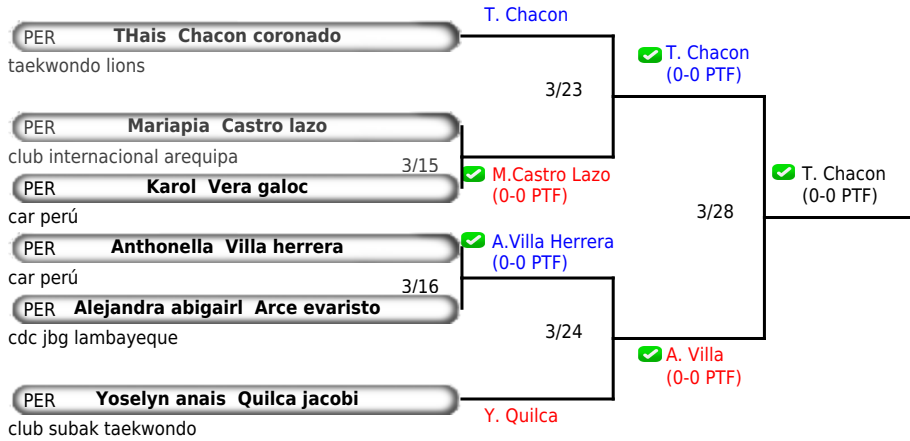 T. Chacon
PER THais Chacon coronado
taekwondo lions
T. Chacon
(0-0 PTF)
3/23
PER Mariapia Castro lazo
club internacional arequipa
3/15
M.Castro Lazo
(0-0 PTF)
PER Karol Vera galoc
car perú
T. Chacon
(0-0 PTF)
3/28
PER Anthonella Villa herrera
car perú
A.Villa Herrera
(0-0 PTF)
3/16
PER Alejandra abigairl Arce evaristo
cdc jbg lambayeque
3/24
A. Villa
(0-0 PTF)
PER Yoselyn anais Quilca jacobi
club subak taekwondo
Y. Quilca